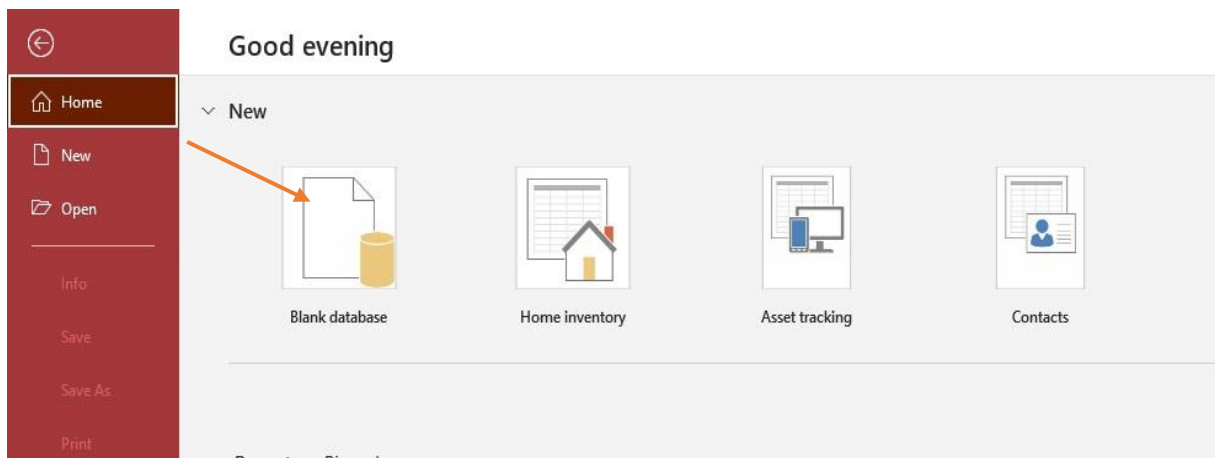 Good evening
Home
New
New
Open
Blank database
Home inventory
Asset tracking
Contacts
Info
Save
Save As
Print